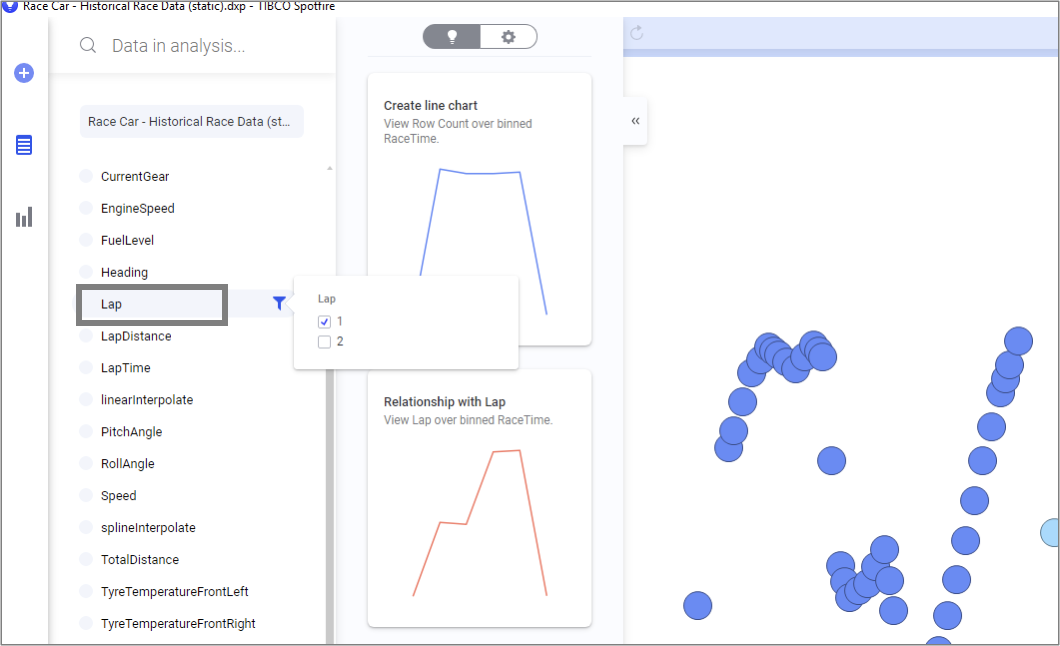 Race Car - Historical Race Data (static).dxp - TIBCO Spotfire
Data in analysis...
Race Car - Historical Race Data (st...
CurrentGear
EngineSpeed
FuelLevel
Heading
Lap
LapDistance
LapTime
linearInterpolate
PitchAngle
RollAngle
Speed
splineInterpolate
TotalDistance
TyreTemperatureFrontLeft
TyreTemperatureFrontRight
Lap
1
2
Create line chart
View Row Count over binned
RaceTime.
Relationship with Lap
View Lap over binned RaceTime.